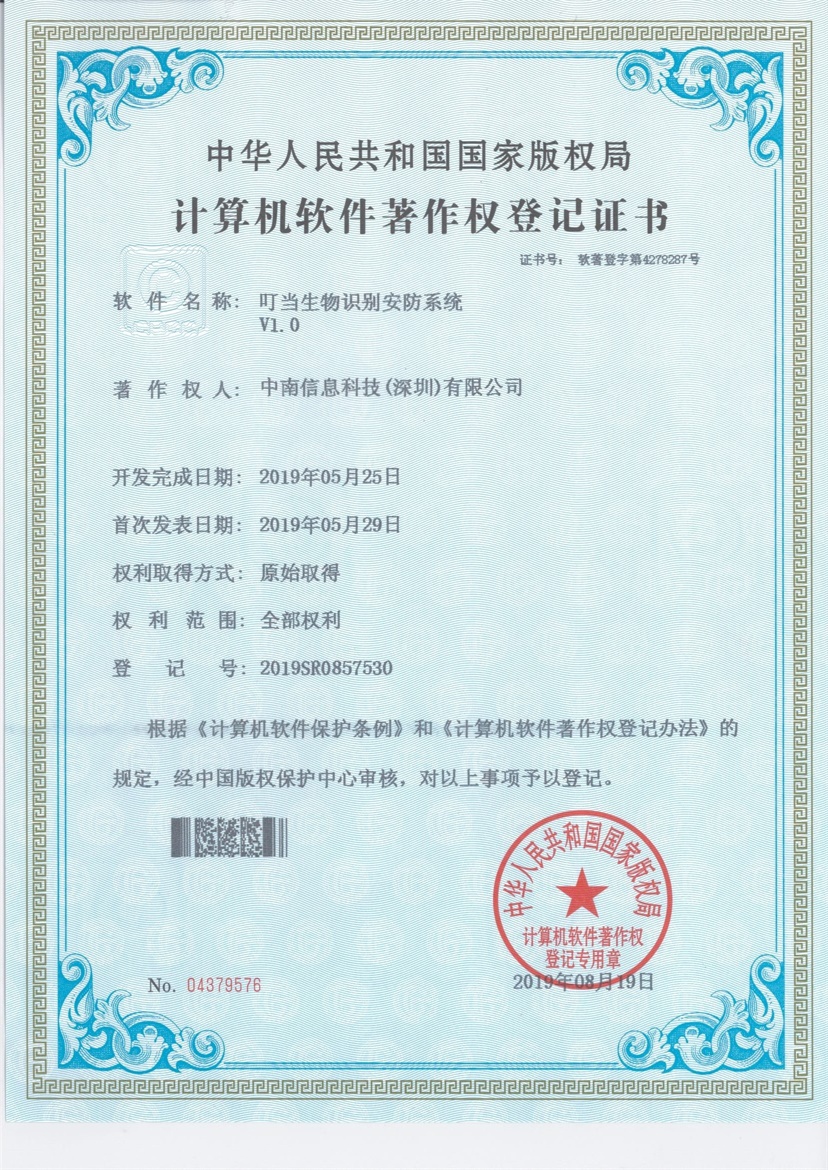 中华人民共和国国家版权局
计算机软件著作权登记证书
证书号： 软著登字第4278287号
软件名称： 叮当生物识别安防系统
V1.0
著作权人： 中南信息科技(深圳)有限公司
开发完成日期： 2019年05月25日
首次发表日期： 2019年05月29日
权利取得方式： 原始取得
权利范围： 全部权利
登记号： 2019SR0857530
根据《计算机软件保护条例》和《计算机软件著作权登记办法》的
规定，经中国版权保护中心审核，对以上事项予以登记。
中华人民共和国国家版权局
计算机软件著作权
登记专用章
2019年08月19日
No. 04379576
CPCC